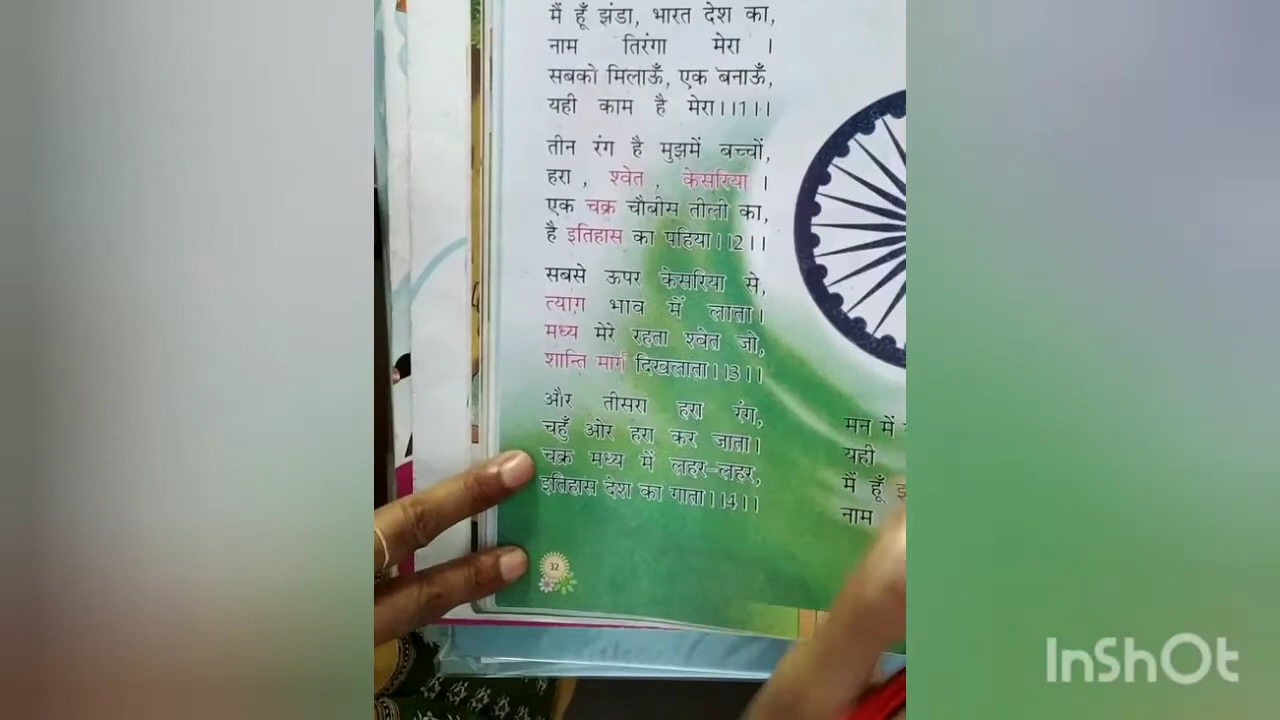 मैं हूँ झंडा, भारत देश का,
नाम तिरंगा मेरा ।
सबको मिलाऊँ, एक बनाऊँ,
यही काम है मेरा।।1।।
तीन रंग है मुझमें बच्चों,
हरा , श्वेत , केसरिया ।
एक चक्र चौबीस तीली का,
है इतिहास का पहिया।।2।।
सबसे ऊपर केसरिया से,
त्याग भाव में लाता।
मध्य मेरे रहता श्वेत जो,
शान्ति मार्ग दिखलाता।।3।।
और तीसरा हरा रंग,
चहुँ ओर हरा कर जाता।
चक्र मध्य में लहर-लहर,
इतिहास देश का गाता।।4।।
32
मन में
यही
मैं हूँ
नाम
InShOt